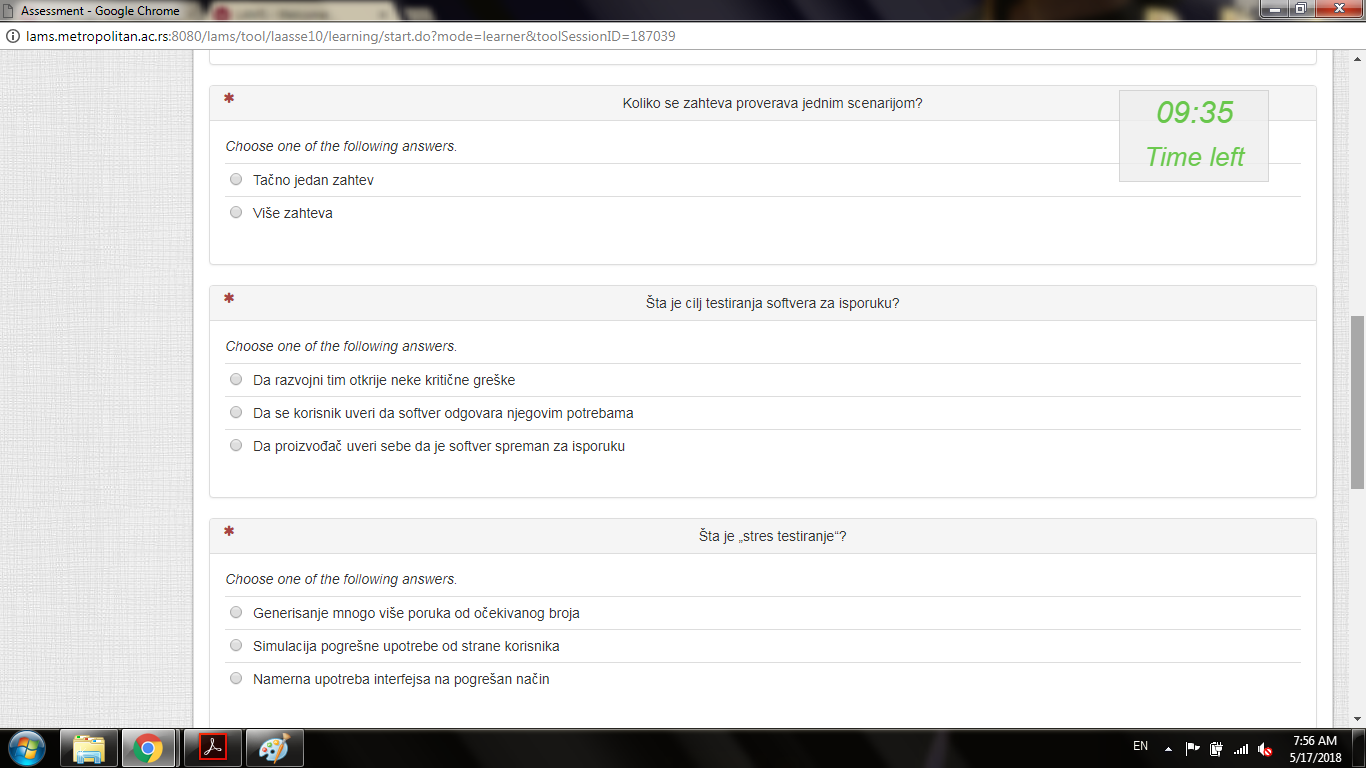 Assessment - Google Chrome
lams.metropolitan.ac.rs:8080/lams/tool/laasse10/learning/start.do?mode=learner&toolSessionID=187039
✱
Koliko se zahteva proverava jednim scenarijom?
09:35
Time left
Choose one of the following answers.
Tačno jedan zahtev
Više zahteva
✱
Šta je cilj testiranja softvera za isporuku?
Choose one of the following answers.
Da razvojni tim otkrije neke kritične greške
Da se korisnik uveri da softver odgovara njegovim potrebama
Da proizvođač uveri sebe da je softver spreman za isporuku
✱
Šta je „stres testiranje“?
Choose one of the following answers.
Generisanje mnogo više poruka od očekivanog broja
Simulacija pogrešne upotrebe od strane korisnika
Namerna upotreba interfejsa na pogrešan način
EN
7:56 AM
5/17/2018